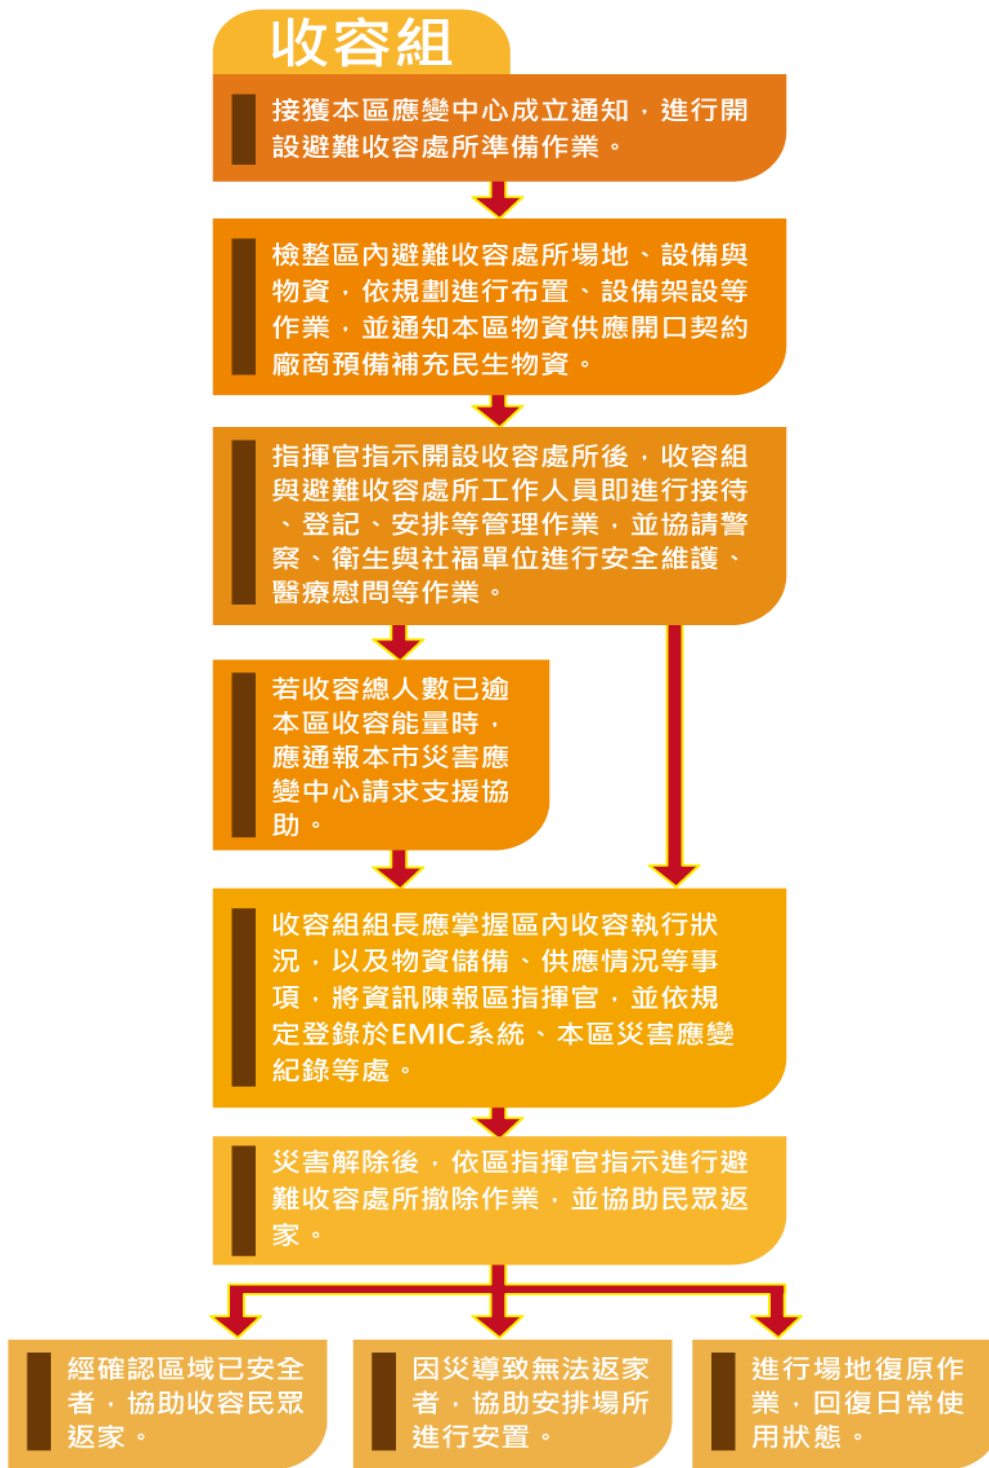 收容組
接獲本區應變中心成立通知，進行開
設避難收容處所準備作業。
檢整區內避難收容處所場地、設備與
物資，依規劃進行布置、設備架設等
作業，並通知本區物資供應開口契約
廠商預備補充民生物資。
指揮官指示開設收容處所後，收容組
與避難收容處所工作人員即進行接待
、登記、安排等管理作業，並協請警
察、衛生與社福單位進行安全維護、
醫療慰問等作業。
若收容總人數已逾
本區收容能量時，
應通報本市災害應
變中心請求支援協
助。
收容組組長應掌握區內收容執行狀
況，以及物資儲備、供應情況等事
項，將資訊陳報區指揮官，並依規
定登錄於EMIC系統、本區災害應變
紀錄等處。
災害解除後，依區指揮官指示進行避
難收容處所撤除作業，並協助民眾返
家。
經確認區域已安全
者，協助收容民眾
返家。
因災導致無法返家
者，協助安排場所
進行安置。
進行場地復原作
業，回復日常使
用狀態。